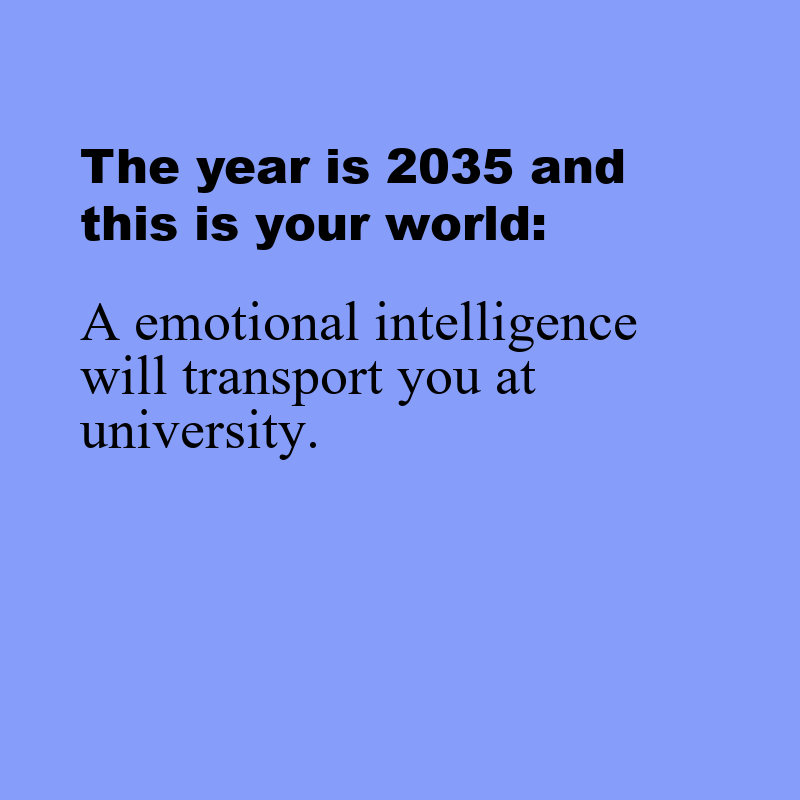 The year is 2035 and
this is your world:
A emotional intelligence
will transport you at
university.